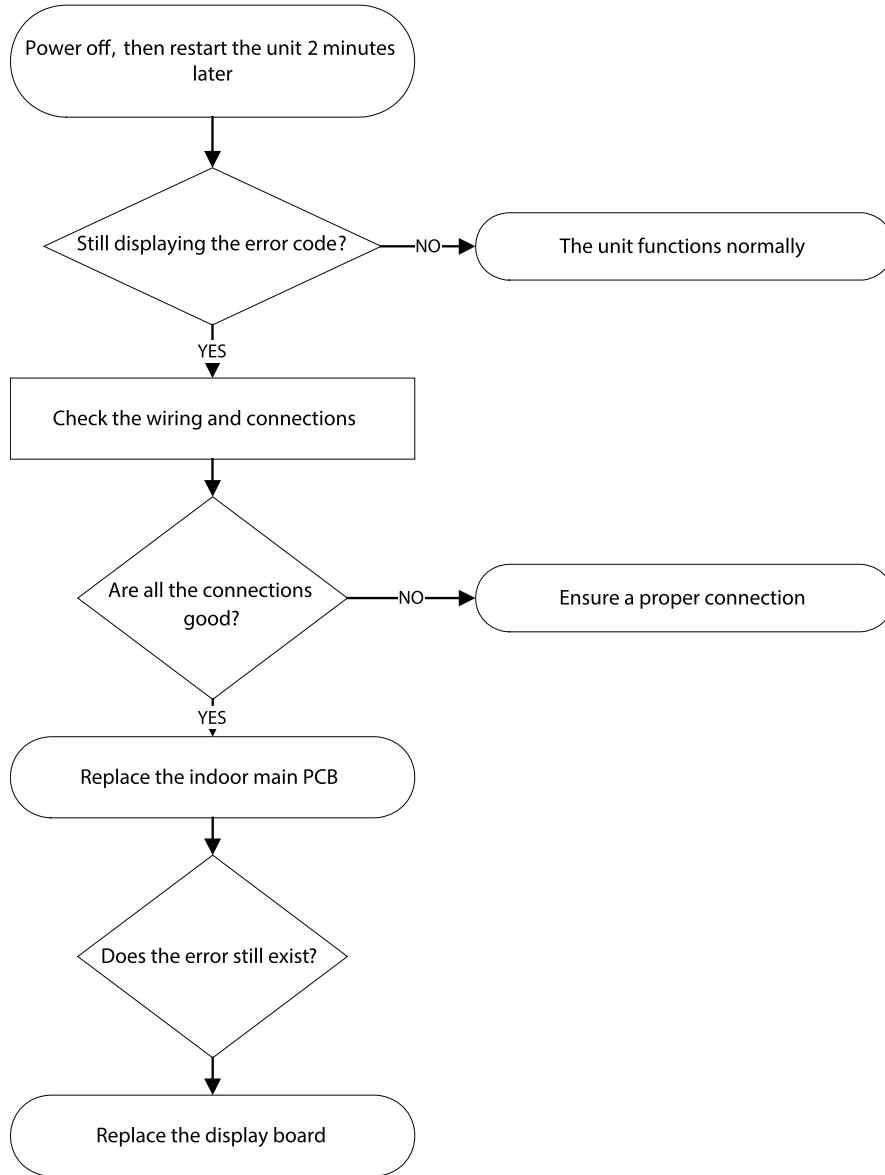 Power off, then restart the unit 2 minutes
later
Still displaying the error code?
NO
The unit functions normally
YES
Check the wiring and connections
Are all the connections
good?
NO
Ensure a proper connection
YES
Replace the indoor main PCB
Does the error still exist?
Replace the display board